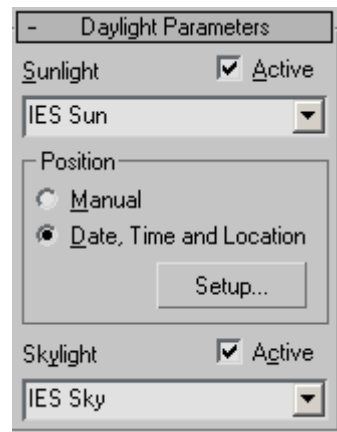 - Daylight Parameters
Sunlight Active
IES Sun
Position
Manual
Date, Time and Location
Setup...
Skylight Active
IES Sky